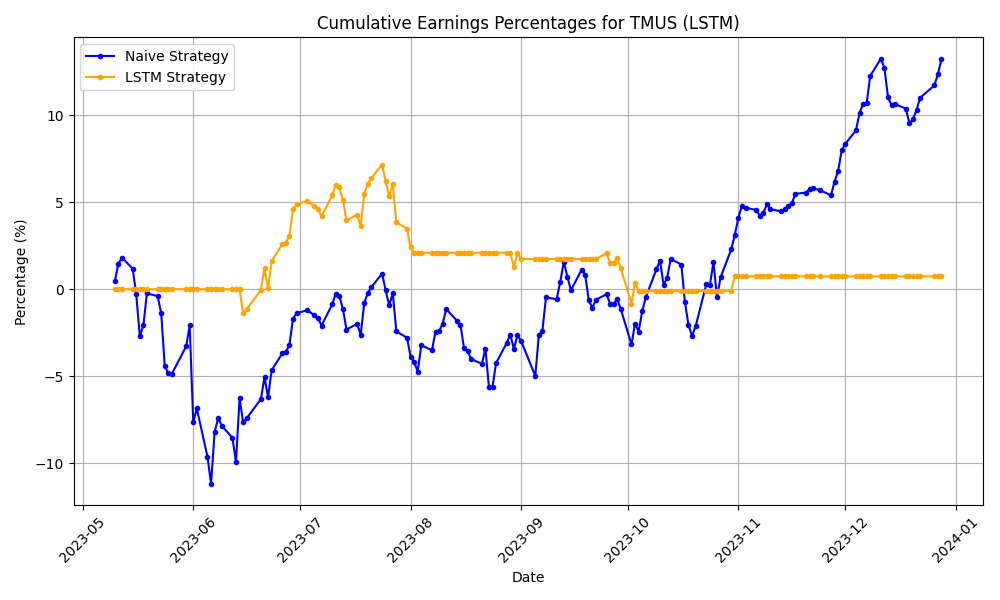 Cumulative Earnings Percentages for TMUS (LSTM)
Naive Strategy
LSTM Strategy
Percentage (%)
10
5
0
−5
−10
2023-05
2023-06
2023-07
2023-08
2023-09
2023-10
2023-11
2023-12
2024-01
Date